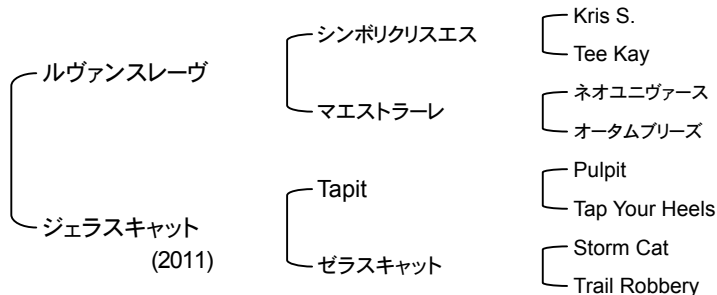 ルヴァンスレーヴ
シンボリクリスエス
Kris S.
Tee Kay
マエストラーレ
ネオユニヴァース
オータムブリーズ
ジェラスキャット
(2011)
Tapit
Pulpit
Tap Your Heels
ゼラスキャット
Storm Cat
Trail Robbery